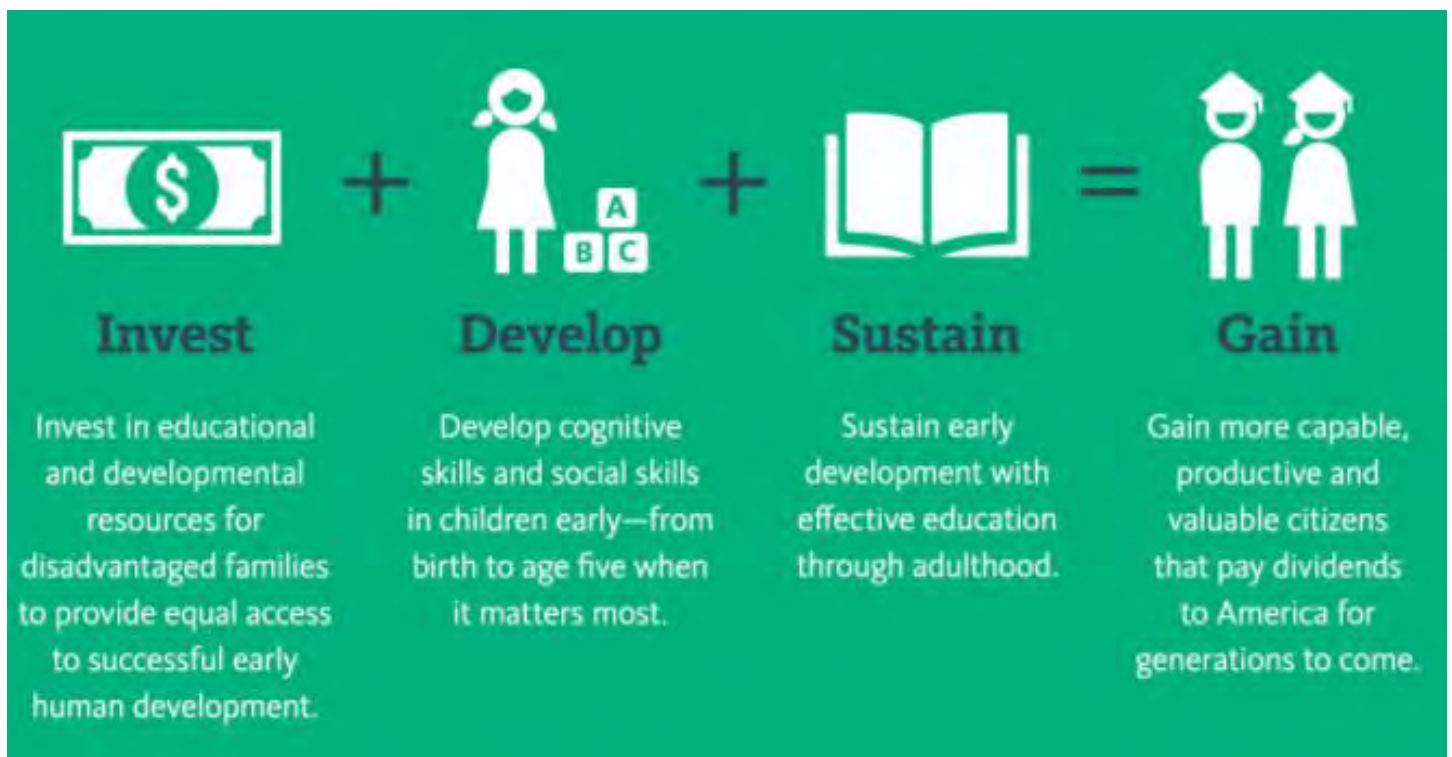 $
A
B C
+
+
=
Invest
Invest in educational
and developmental
resources for
disadvantaged families
to provide equal access
to successful early
human development.
Develop
Develop cognitive
skills and social skills
in children early—from
birth to age five when
it matters most.
Sustain
Sustain early
development with
effective education
through adulthood.
Gain
Gain more capable,
productive and
valuable citizens
that pay dividends
to America for
generations to come.